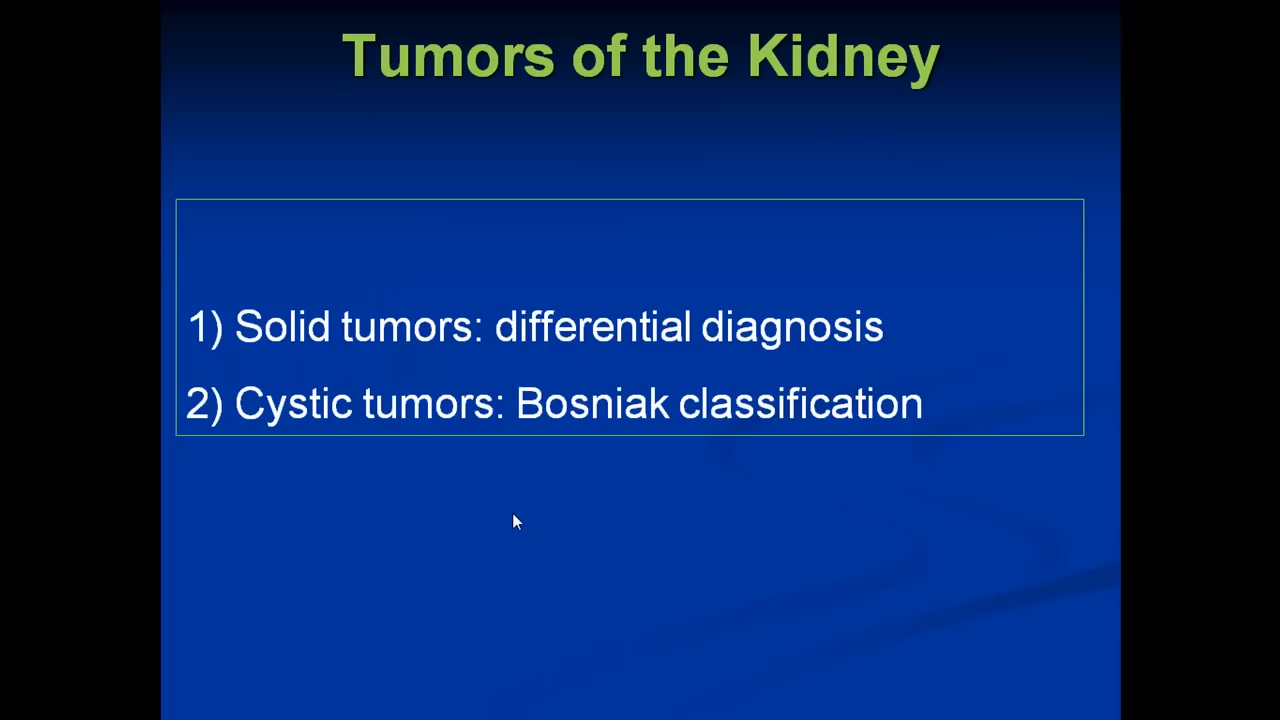 Tumors of the Kidney
1) Solid tumors: differential diagnosis
2) Cystic tumors: Bosniak classification